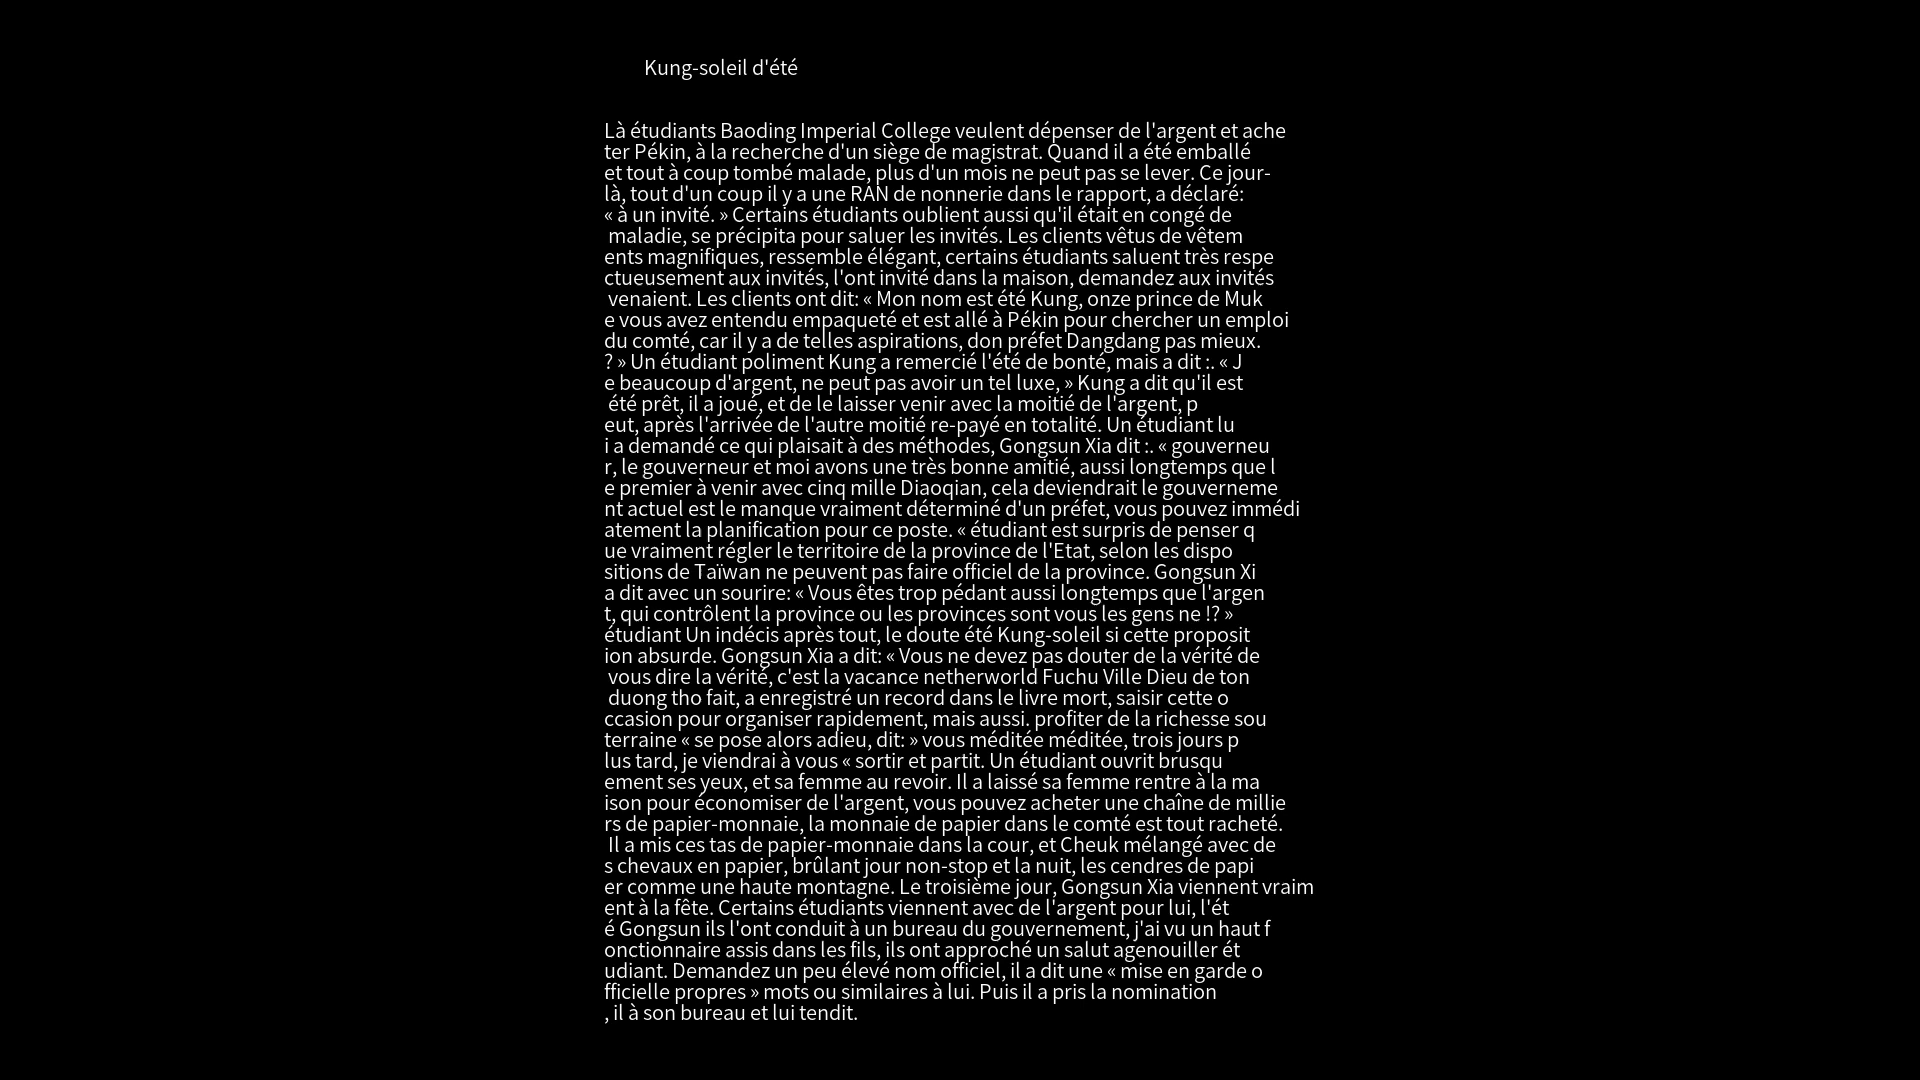 Kung-soleil d'été
Là étudiants Baoding Imperial College veulent dépenser de l'argent et ache
ter Pékin, à la recherche d'un siège de magistrat. Quand il a été emballé
et tout à coup tombé malade, plus d'un mois ne peut pas se lever. Ce jour-
là, tout d'un coup il y a une RAN de nonnerie dans le rapport, a déclaré:
« à un invité. » Certains étudiants oublient aussi qu'il était en congé de
maladie, se précipita pour saluer les invités. Les clients vêtus de vêtem
ents magnifiques, ressemble élégant, certains étudiants saluent très respe
ctueusement aux invités, l'ont invité dans la maison, demandez aux invités
venaient. Les clients ont dit: « Mon nom est été Kung, onze prince de Muk
e vous avez entendu empaqueté et est allé à Pékin pour chercher un emploi
du comté, car il y a de telles aspirations, don préfet Dangdang pas mieux.
? » Un étudiant poliment Kung a remercié l'été de bonté, mais a dit :. « J
e beaucoup d'argent, ne peut pas avoir un tel luxe, » Kung a dit qu'il est
été prêt, il a joué, et de le laisser venir avec la moitié de l'argent, p
eut, après l'arrivée de l'autre moitié re-payé en totalité. Un étudiant lu
i a demandé ce qui plaisait à des méthodes, Gongsun Xia dit :. « gouverneu
r, le gouverneur et moi avons une très bonne amitié, aussi longtemps que l
e premier à venir avec cinq mille Diaoqian, cela deviendrait le gouverneme
nt actuel est le manque vraiment déterminé d'un préfet, vous pouvez immédi
atement la planification pour ce poste. « étudiant est surpris de penser q
ue vraiment régler le territoire de la province de l'Etat, selon les dispo
sitions de Taïwan ne peuvent pas faire officiel de la province. Gongsun Xi
a dit avec un sourire: « Vous êtes trop pédant aussi longtemps que l'argen
t, qui contrôlent la province ou les provinces sont vous les gens ne !? »
étudiant Un indécis après tout, le doute été Kung-soleil si cette proposit
ion absurde. Gongsun Xia a dit: « Vous ne devez pas douter de la vérité de
vous dire la vérité, c'est la vacance netherworld Fuchu Ville Dieu de ton
duong tho fait, a enregistré un record dans le livre mort, saisir cette o
ccasion pour organiser rapidement, mais aussi. profiter de la richesse sou
terraine « se pose alors adieu, dit: » vous méditée méditée, trois jours p
lus tard, je viendrai à vous « sortir et partit. Un étudiant ouvrit brusqu
ement ses yeux, et sa femme au revoir. Il a laissé sa femme rentre à la ma
ison pour économiser de l'argent, vous pouvez acheter une chaîne de millie
rs de papier-monnaie, la monnaie de papier dans le comté est tout racheté.
Il a mis ces tas de papier-monnaie dans la cour, et Cheuk mélangé avec de
s chevaux en papier, brûlant jour non-stop et la nuit, les cendres de papi
er comme une haute montagne. Le troisième jour, Gongsun Xia viennent vraim
ent à la fête. Certains étudiants viennent avec de l'argent pour lui, l'ét
é Gongsun ils l'ont conduit à un bureau du gouvernement, j'ai vu un haut f
onctionnaire assis dans les fils, ils ont approché un salut agenouiller ét
udiant. Demandez un peu élevé nom officiel, il a dit une « mise en garde o
fficielle propres » mots ou similaires à lui. Puis il a pris la nomination
, il à son bureau et lui tendit.